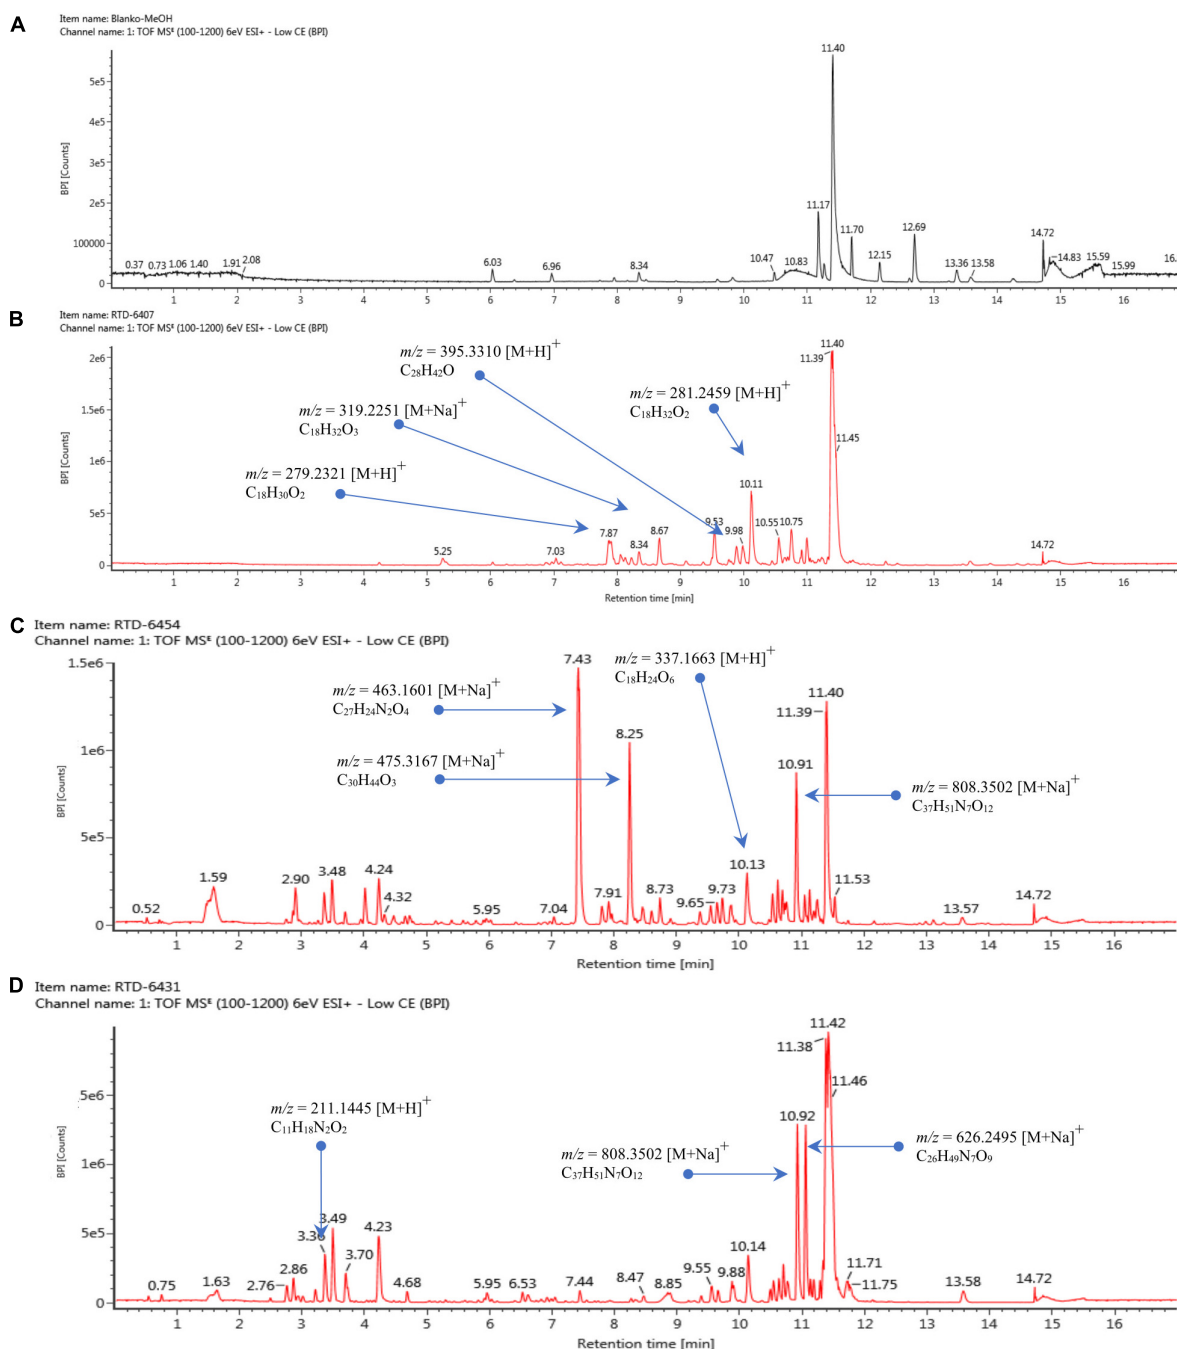 A
Item name: Blanko-MeOH
Channel name: 1: TOF MSᴱ (100-1200) 6eV ESI+ - Low CE (BPI)
11.40
5e5
4e5
3e5
2e5
100000
0
BPI [Counts]
0.37 0.73 1.06 1.40 1.91 2.08 6.03 6.96 8.34 10.47 10.83 11.17 11.70 12.15 12.69 13.36 13.58 14.72 14.83 15.59 15.99 16.
1 2 3 4 5 6 7 8 9 10 11 12 13 14 15 16
B
Item name: RTD-6407
Channel name: 1: TOF MSᴱ (100-1200) 6eV ESI+ - Low CE (BPI)
m/z = 395.3310 [M+H]⁺
C₂₈H₄₂O
m/z = 281.2459 [M+H]⁺
C₁₈H₃₂O₂
m/z = 319.2251 [M+Na]⁺
C₁₈H₃₂O₃
m/z = 279.2321 [M+H]⁺
C₁₈H₃₀O₂
2e6
1.5e6
1e6
5e5
0
BPI [Counts]
5.25 7.03 7.87 8.34 8.67 9.53 9.98 10.11 10.55 10.75 11.39 11.40 11.45 14.72
1 2 3 4 5 6 7 8 9 10 11 12 13 14 15 16
Retention time [min]
C
Item name: RTD-6454
Channel name: 1: TOF MSᴱ (100-1200) 6eV ESI+ - Low CE (BPI)
m/z = 337.1663 [M+H]⁺
C₁₈H₂₄O₆
m/z = 463.1601 [M+Na]⁺
C₂₇H₂₄N₂O₄
m/z = 475.3167 [M+Na]⁺
C₃₀H₄₄O₃
m/z = 808.3502 [M+Na]⁺
C₃₇H₅₁N₇O₁₂
1.5e6
1e6
5e5
0
BPI [Counts]
0.52 1.59 2.90 3.48 4.24 4.32 5.95 7.04 7.43 7.91 8.25 8.73 9.65 9.73 10.13 10.91 11.39 11.40 11.53 13.57 14.72
1 2 3 4 5 6 7 8 9 10 11 12 13 14 15 16
Retention time [min]
D
Item name: RTD-6431
Channel name: 1: TOF MSᴱ (100-1200) 6eV ESI+ - Low CE (BPI)
m/z = 211.1445 [M+H]⁺
C₁₁H₁₈N₂O₂
m/z = 808.3502 [M+Na]⁺
C₃₇H₅₁N₇O₁₂
m/z = 626.2495 [M+Na]⁺
C₂₆H₄₉N₇O₉
5e6
1e6
5e5
0
BPI [Counts]
0.75 1.63 2.76 2.86 3.49 3.70 4.23 4.68 5.95 6.53 7.44 8.47 8.85 9.55 9.88 10.14 10.92 11.38 11.42 11.46 11.71 11.75 13.58 14.72
1 2 3 4 5 6 7 8 9 10 11 12 13 14 15 16
Retention time [min]